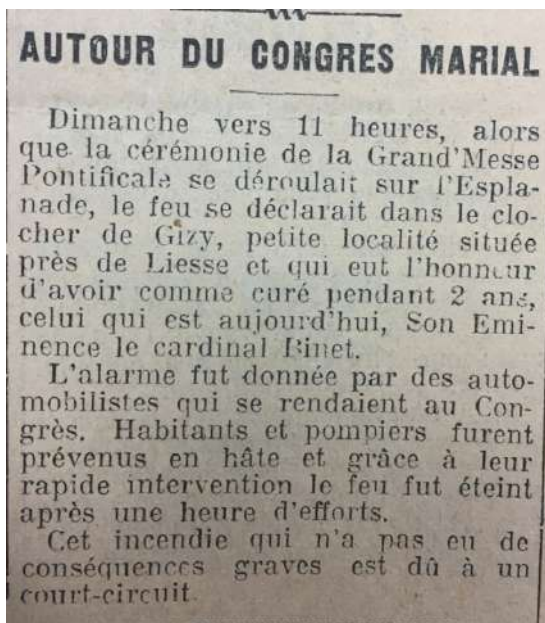 AUTOUR DU CONGRES MARIAL
Dimanche vers 11 heures, alors
que la cérémonie de la Grand'Messe
Pontificale se déroulait sur l'Espla-
nade, le feu se déclarait dans le clo-
cher de Gizy, petite localité située
près de Liesse et qui eut l'honneur
d'avoir comme curé pendant 2 ans,
celui qui est aujourd'hui, Son Emi-
nence le cardinal Binet.
L'alarme fut donnée par des auto-
mobilistes qui se rendaient au Con-
grès. Habitants et pompiers furent
prévenus en hâte et grâce à leur
rapide intervention le feu fut éteint
après une heure d'efforts.
Cet incendie qui n'a pas eu de
conséquences graves est dû à un
court-circuit.